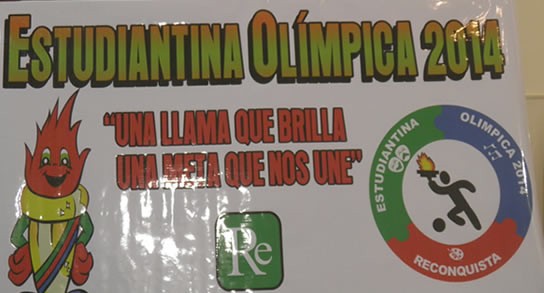 ESTUDIANTINA OLÍMPICA 2014
"UNA LLAMA QUE BRILLA
UNA META QUE NOS UNE"
ESTUDIANTINA
OLIMPICA 2014
RECONQUISTA
Re